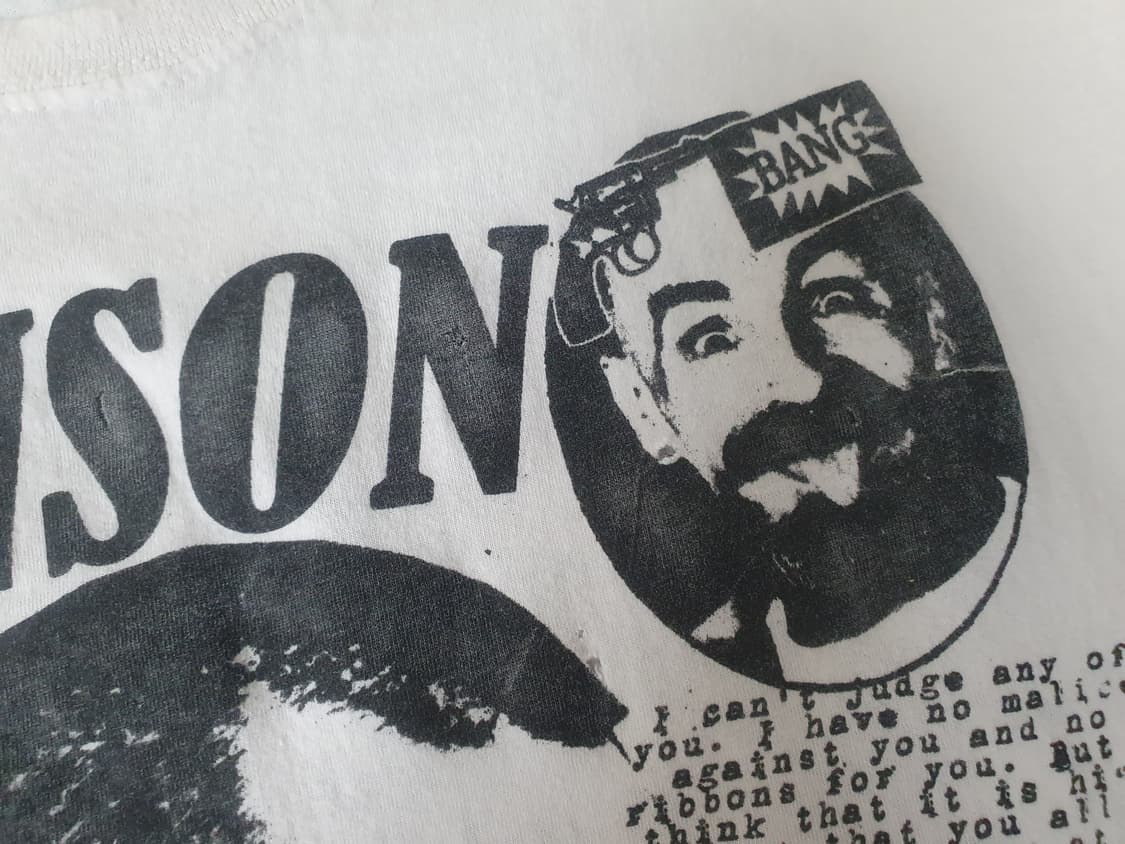 SON
BANG
I can't judge any of
you. I have no malice
against you and no
ribbons for you. But
think that it is hi
that you all